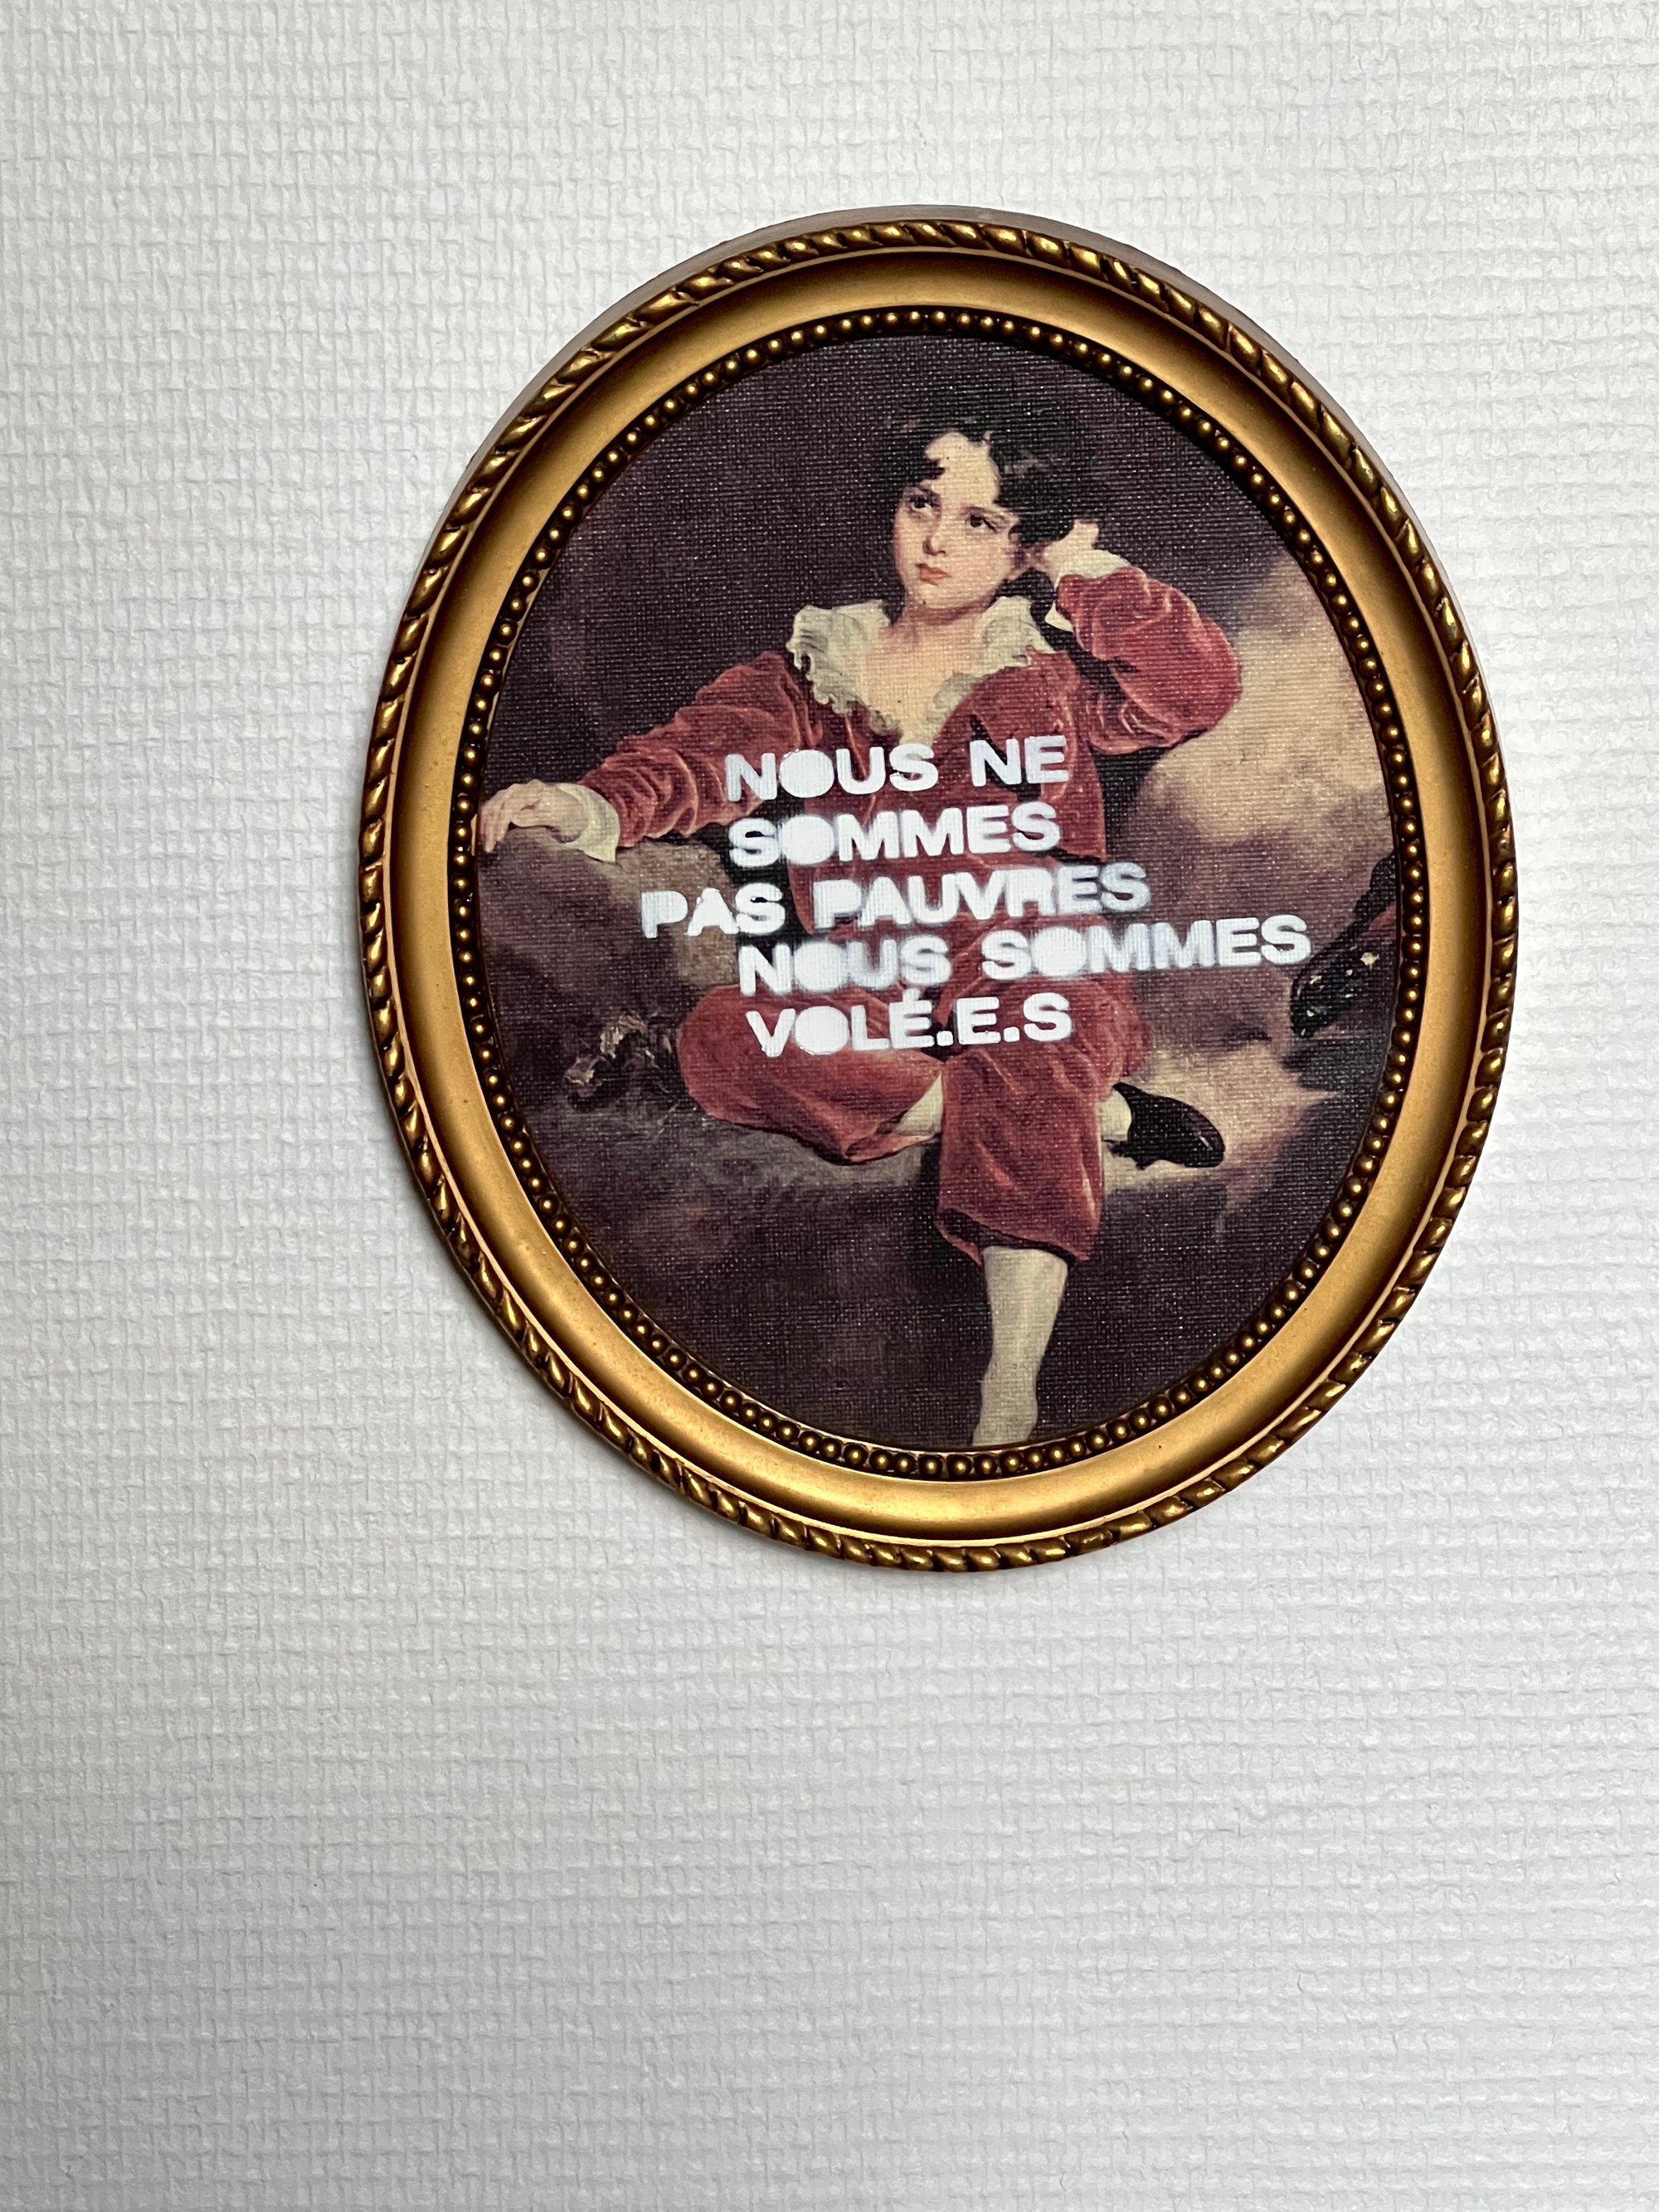 NOUS NE
SOMMES
PAS PAUVRES
NOUS SOMMES
VOLÉ.E.S